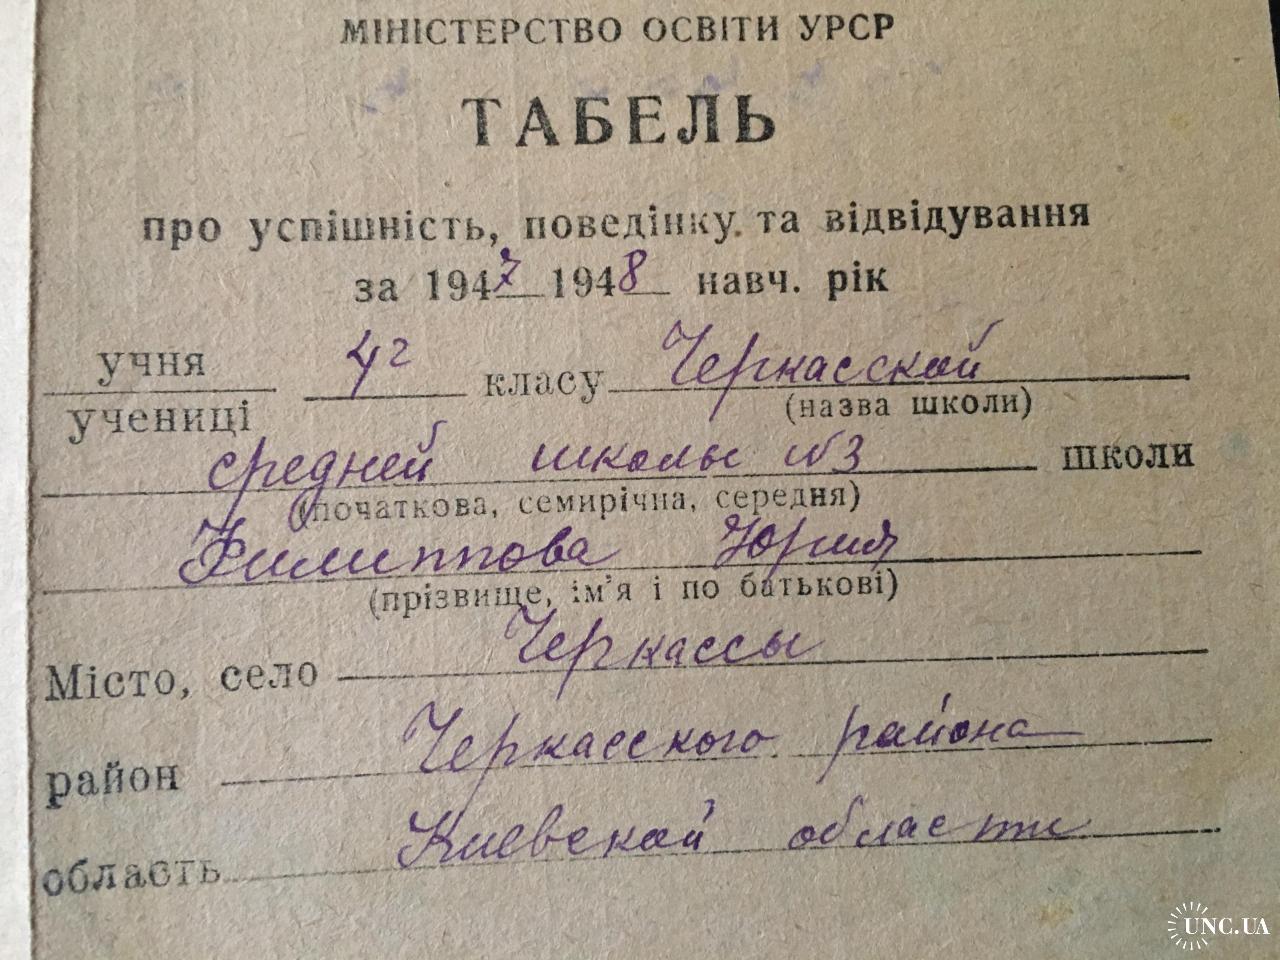 МІНІСТЕРСТВО ОСВІТИ УРСР
ТАБЕЛЬ
про успішність, поведінку та відвідування
за 1947 1948 навч. рік
учня 4г класу Черкасской
учениці (назва школи)
средней школы №3 школи
(початкова, семирічна, середня)
Филиппова Юрия
(прізвище, ім'я і по батькові)
Місто, село Черкассы
район Черкасского района
область Киевской области
UNC.UA